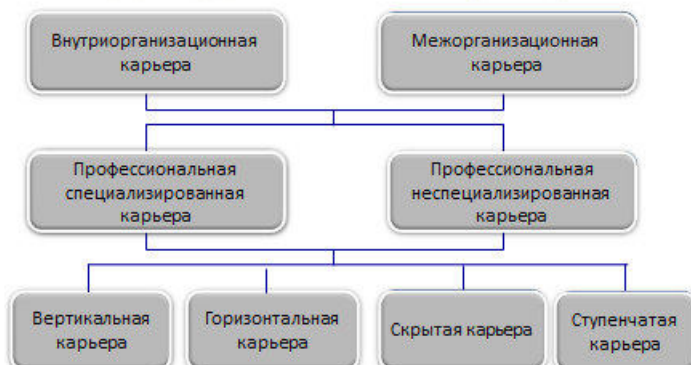 Внутриорганизационная
карьера
Межорганизационная
карьера
Профессиональная
специализированная
карьера
Профессиональная
неспециализированная
карьера
Вертикальная
карьера
Горизонтальная
карьера
Скрытая карьера
Ступенчатая
карьера